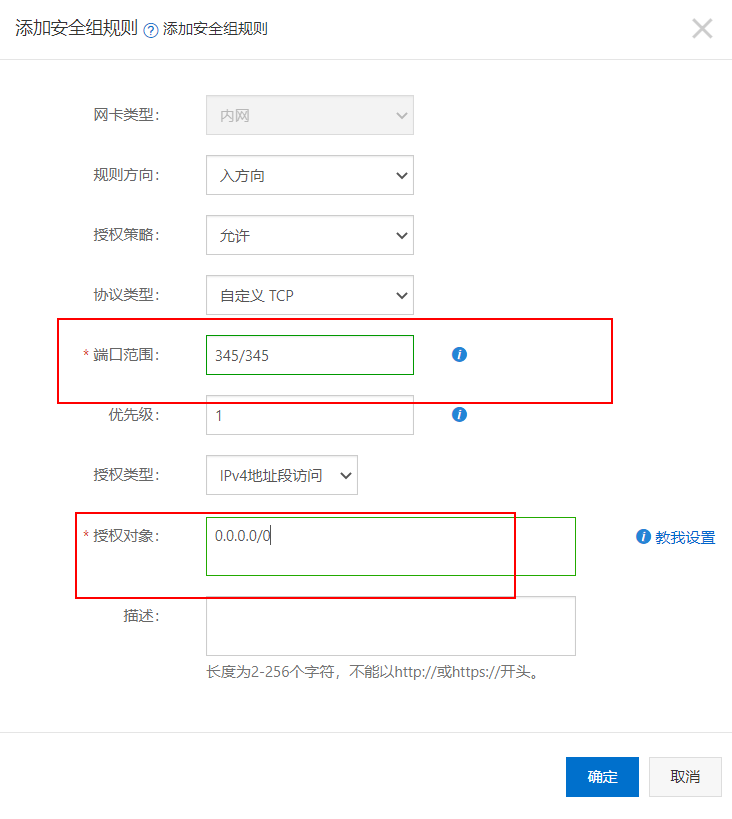 添加安全组规则 ? 添加安全组规则
网卡类型： 内网
规则方向： 入方向
授权策略： 允许
协议类型： 自定义 TCP
* 端口范围： 345/345
优先级： 1
授权类型： IPv4地址段访问
* 授权对象： 0.0.0.0/0 i 教我设置
描述：
长度为2-256个字符，不能以http://或https://开头。
确定 取消